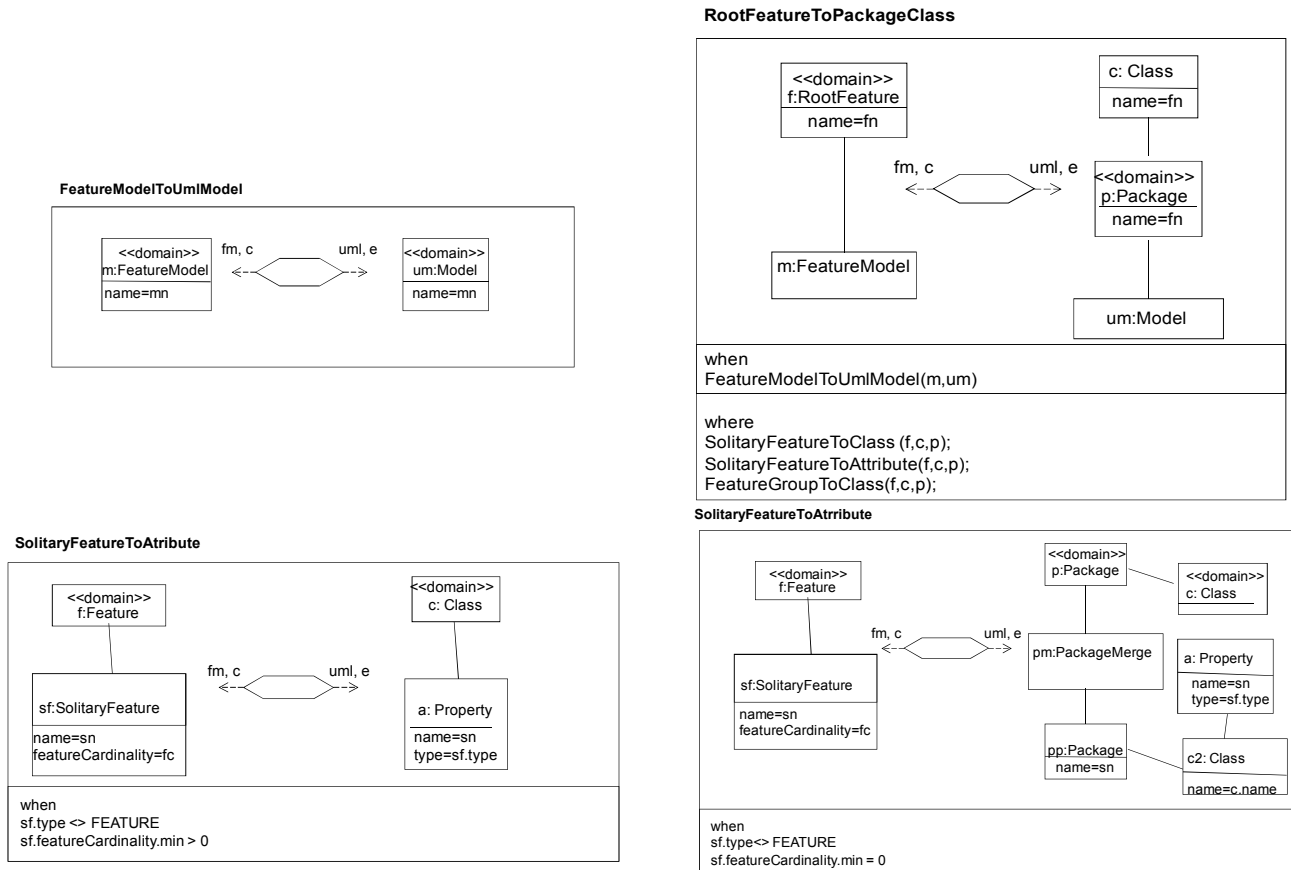 FeatureModelToUmlModel
<<domain>>
m:FeatureModel
name=mn
fm, c
uml, e
<<domain>>
um:Model
name=mn
RootFeatureToPackageClass
<<domain>>
f:RootFeature
name=fn
m:FeatureModel
fm, c
uml, e
c: Class
name=fn
<<domain>>
p:Package
name=fn
um:Model
when
FeatureModelToUmlModel(m,um)
where
SolitaryFeatureToClass (f,c,p);
SolitaryFeatureToAttribute(f,c,p);
FeatureGroupToClass(f,c,p);
SolitaryFeatureToAtribute
<<domain>>
f:Feature
sf:SolitaryFeature
name=sn
featureCardinality=fc
fm, c
uml, e
<<domain>>
c: Class
a: Property
name=sn
type=sf.type
when
sf.type <> FEATURE
sf.featureCardinality.min > 0
SolitaryFeatureToAtrribute
<<domain>>
f:Feature
sf:SolitaryFeature
name=sn
featureCardinality=fc
fm, c
uml, e
<<domain>>
p:Package
<<domain>>
c: Class
pm:PackageMerge
a: Property
name=sn
type=sf.type
pp:Package
name=sn
c2: Class
name=c.name
when
sf.type<> FEATURE
sf.featureCardinality.min = 0